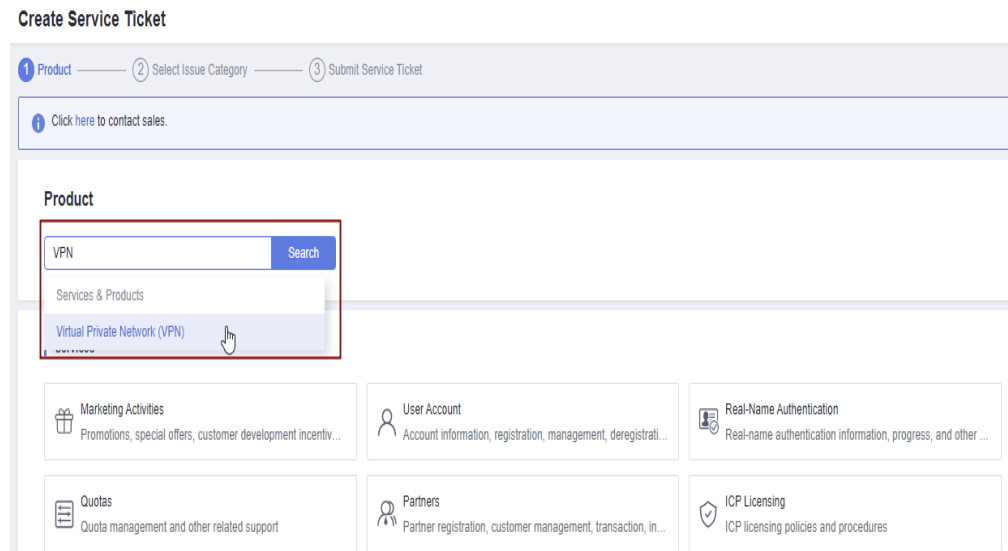 Create Service Ticket
1 Product 2 Select Issue Category 3 Submit Service Ticket
Click here to contact sales.
Product
VPN Search
Services & Products
Virtual Private Network (VPN)
Marketing Activities
Promotions, special offers, customer development incentiv...
User Account
Account information, registration, management, deregistrati...
Real-Name Authentication
Real-name authentication information, progress, and other ...
Quotas
Quota management and other related support
Partners
Partner registration, customer management, transaction, in...
ICP Licensing
ICP licensing policies and procedures